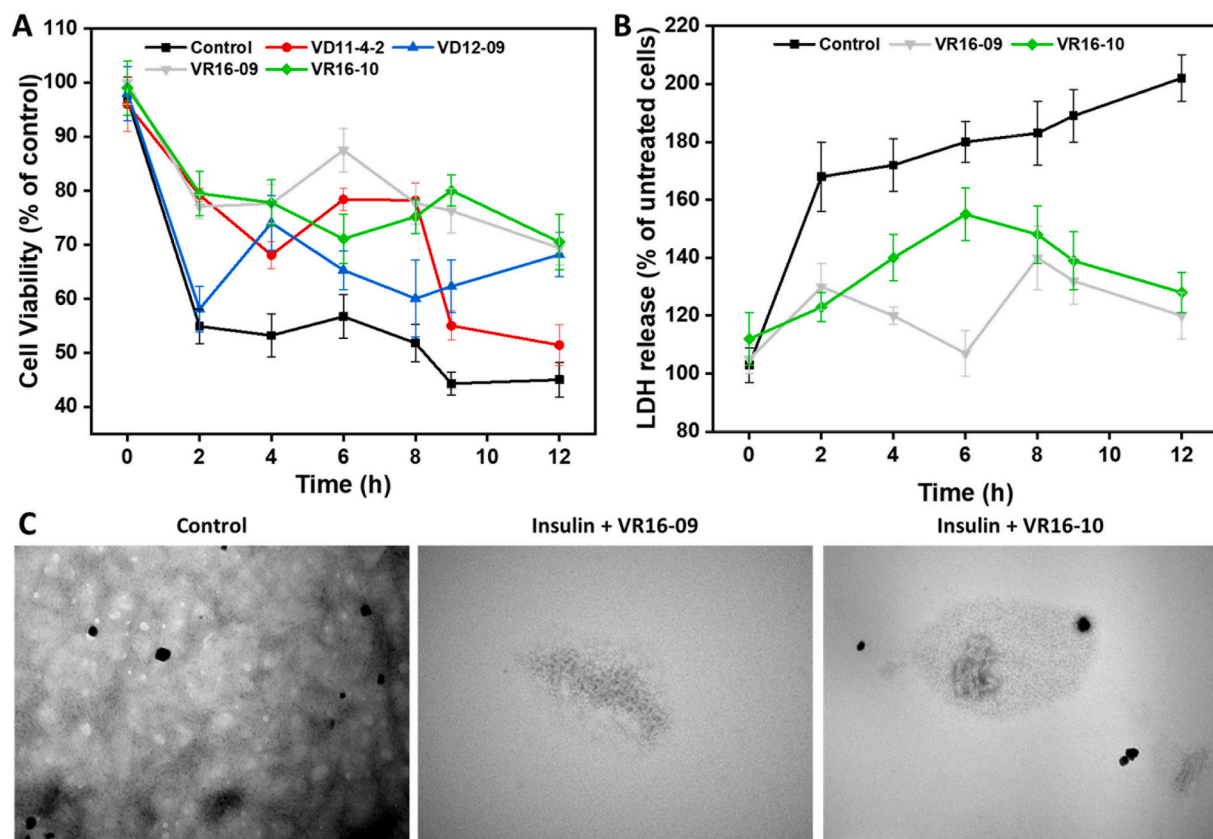 A
Control VD11-4-2 VD12-09
VR16-09 VR16-10
Cell Viability (% of control)
110
100
90
80
70
60
50
40
0 2 4 6 8 10 12
Time (h)
B
Control VR16-09 VR16-10
LDH release (% of untreated cells)
220
200
180
160
140
120
100
80
0 2 4 6 8 10 12
Time (h)
C
Control Insulin + VR16-09 Insulin + VR16-10